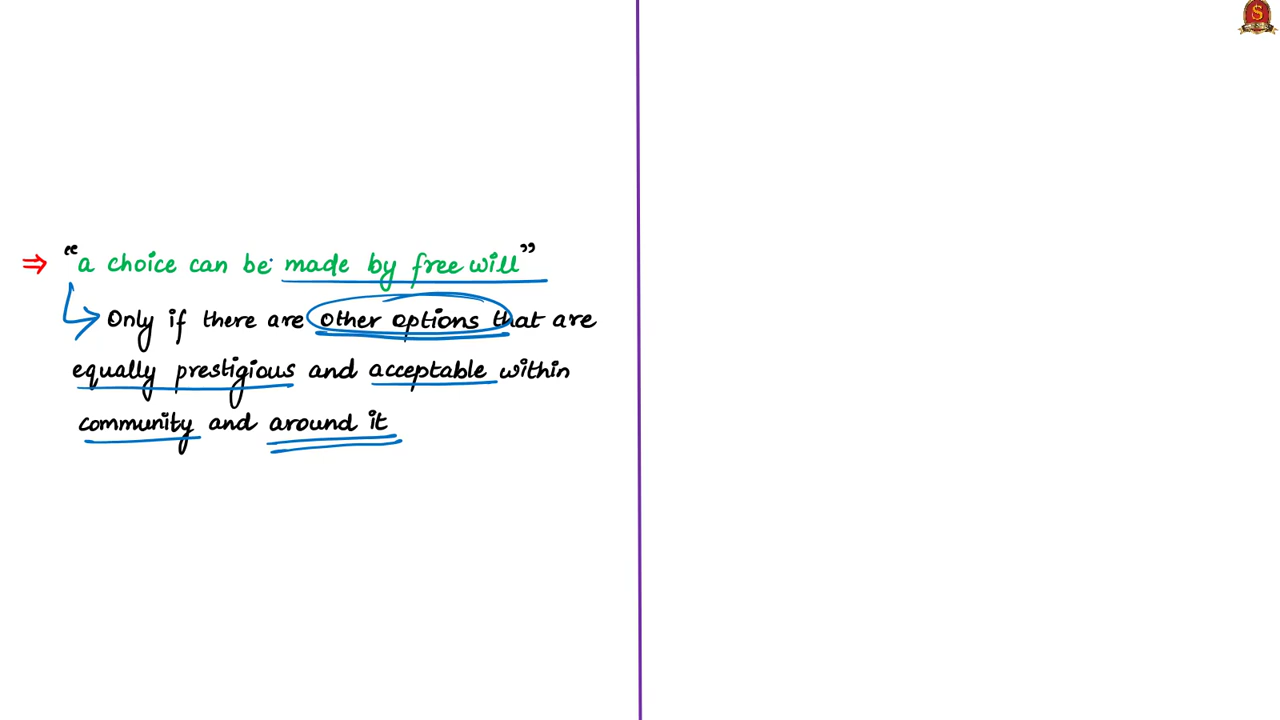 ⇒ “a choice can be made by free will”
Only if there are other options that are
equally prestigious and acceptable within
community and around it
S